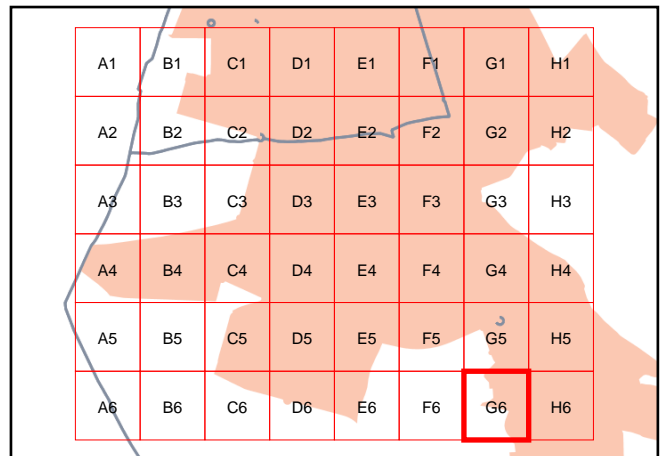 A1 B1 C1 D1 E1 F1 G1 H1
A2 B2 C2 D2 E2 F2 G2 H2
A3 B3 C3 D3 E3 F3 G3 H3
A4 B4 C4 D4 E4 F4 G4 H4
A5 B5 C5 D5 E5 F5 G5 H5
A6 B6 C6 D6 E6 F6 G6 H6